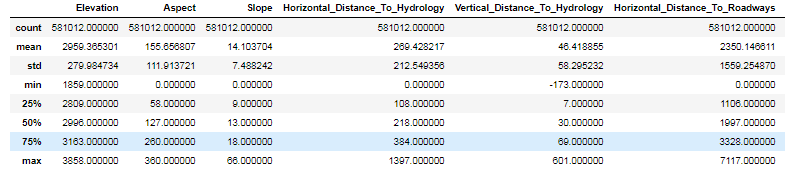 Elevation Aspect Slope Horizontal_Distance_To_Hydrology Vertical_Distance_To_Hydrology Horizontal_Distance_To_Roadways
count 581012.000000 581012.000000 581012.000000 581012.000000 581012.000000 581012.000000
mean 2959.365301 155.656807 14.103704 269.428217 46.418855 2350.146611
std 279.984734 111.913721 7.488242 212.549356 58.295232 1559.254870
min 1859.000000 0.000000 0.000000 0.000000 -173.000000 0.000000
25% 2809.000000 58.000000 9.000000 108.000000 7.000000 1106.000000
50% 2996.000000 127.000000 13.000000 218.000000 30.000000 1997.000000
75% 3163.000000 260.000000 18.000000 384.000000 69.000000 3328.000000
max 3858.000000 360.000000 66.000000 1397.000000 601.000000 7117.000000